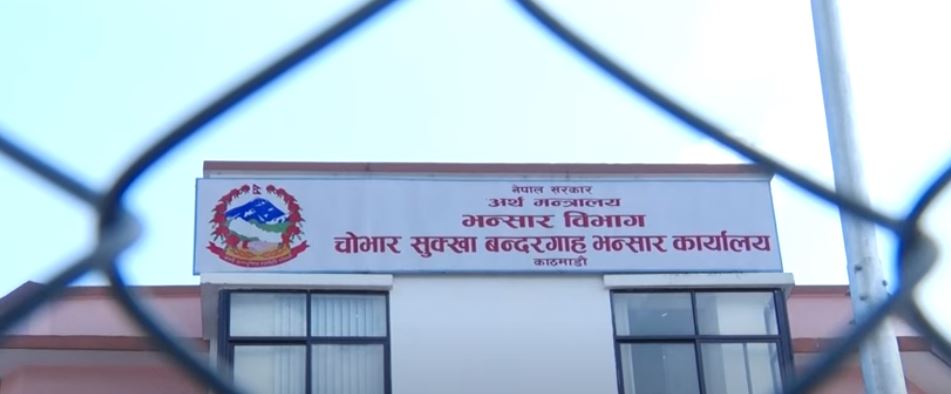 नेपाल सरकार
अर्थ मन्त्रालय
भन्सार विभाग
चोभार सुक्खा बन्दरगाह भन्सार कार्यालय
काठमाडौं